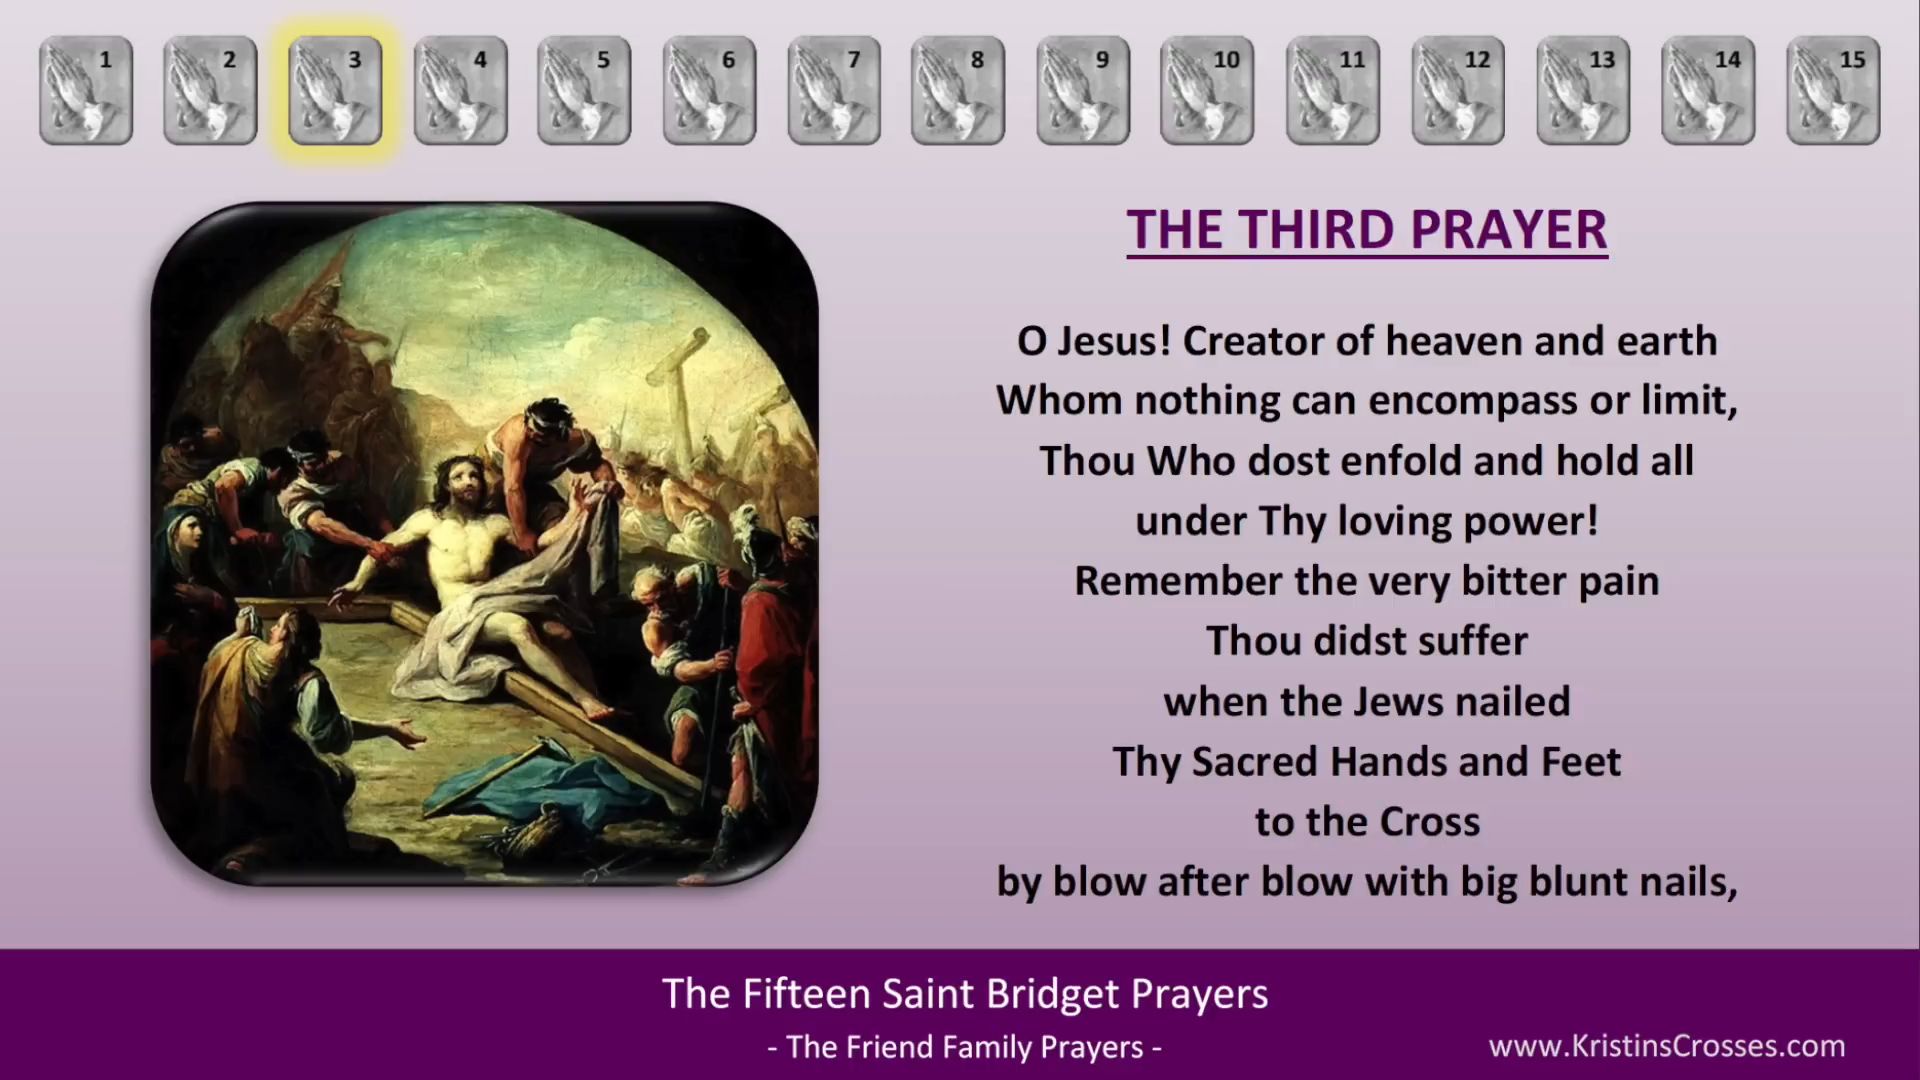 1 2 3 4 5 6 7 8 9 10 11 12 13 14 15
THE THIRD PRAYER
O Jesus! Creator of heaven and earth
Whom nothing can encompass or limit,
Thou Who dost enfold and hold all
under Thy loving power!
Remember the very bitter pain
Thou didst suffer
when the Jews nailed
Thy Sacred Hands and Feet
to the Cross
by blow after blow with big blunt nails,
The Fifteen Saint Bridget Prayers
- The Friend Family Prayers -
www.KristinsCrosses.com